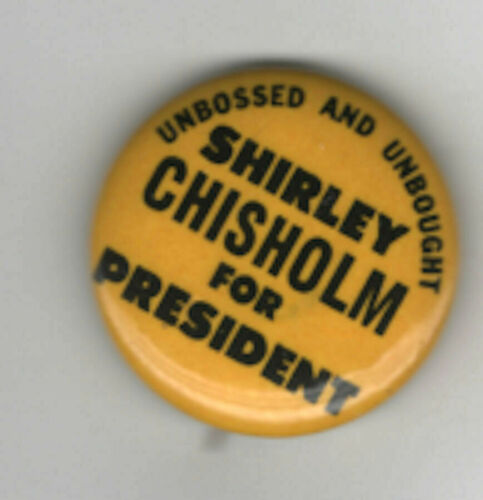 UNBOSSED AND UNBOUGHT
SHIRLEY
CHISHOLM
FOR
PRESIDENT